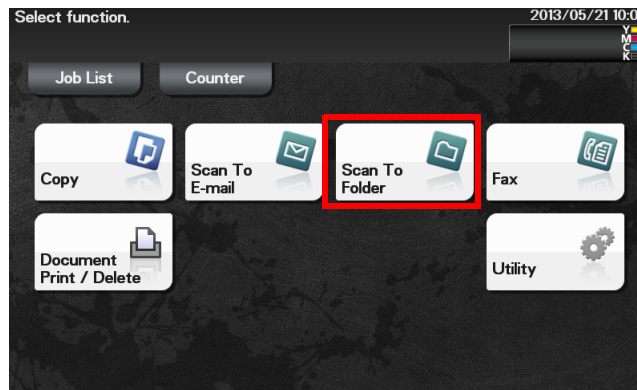 Select function.
2013/05/21 10:0
Y
M
C
K
Job List
Counter
Copy
Scan To
E-mail
Scan To
Folder
Fax
Document
Print / Delete
Utility